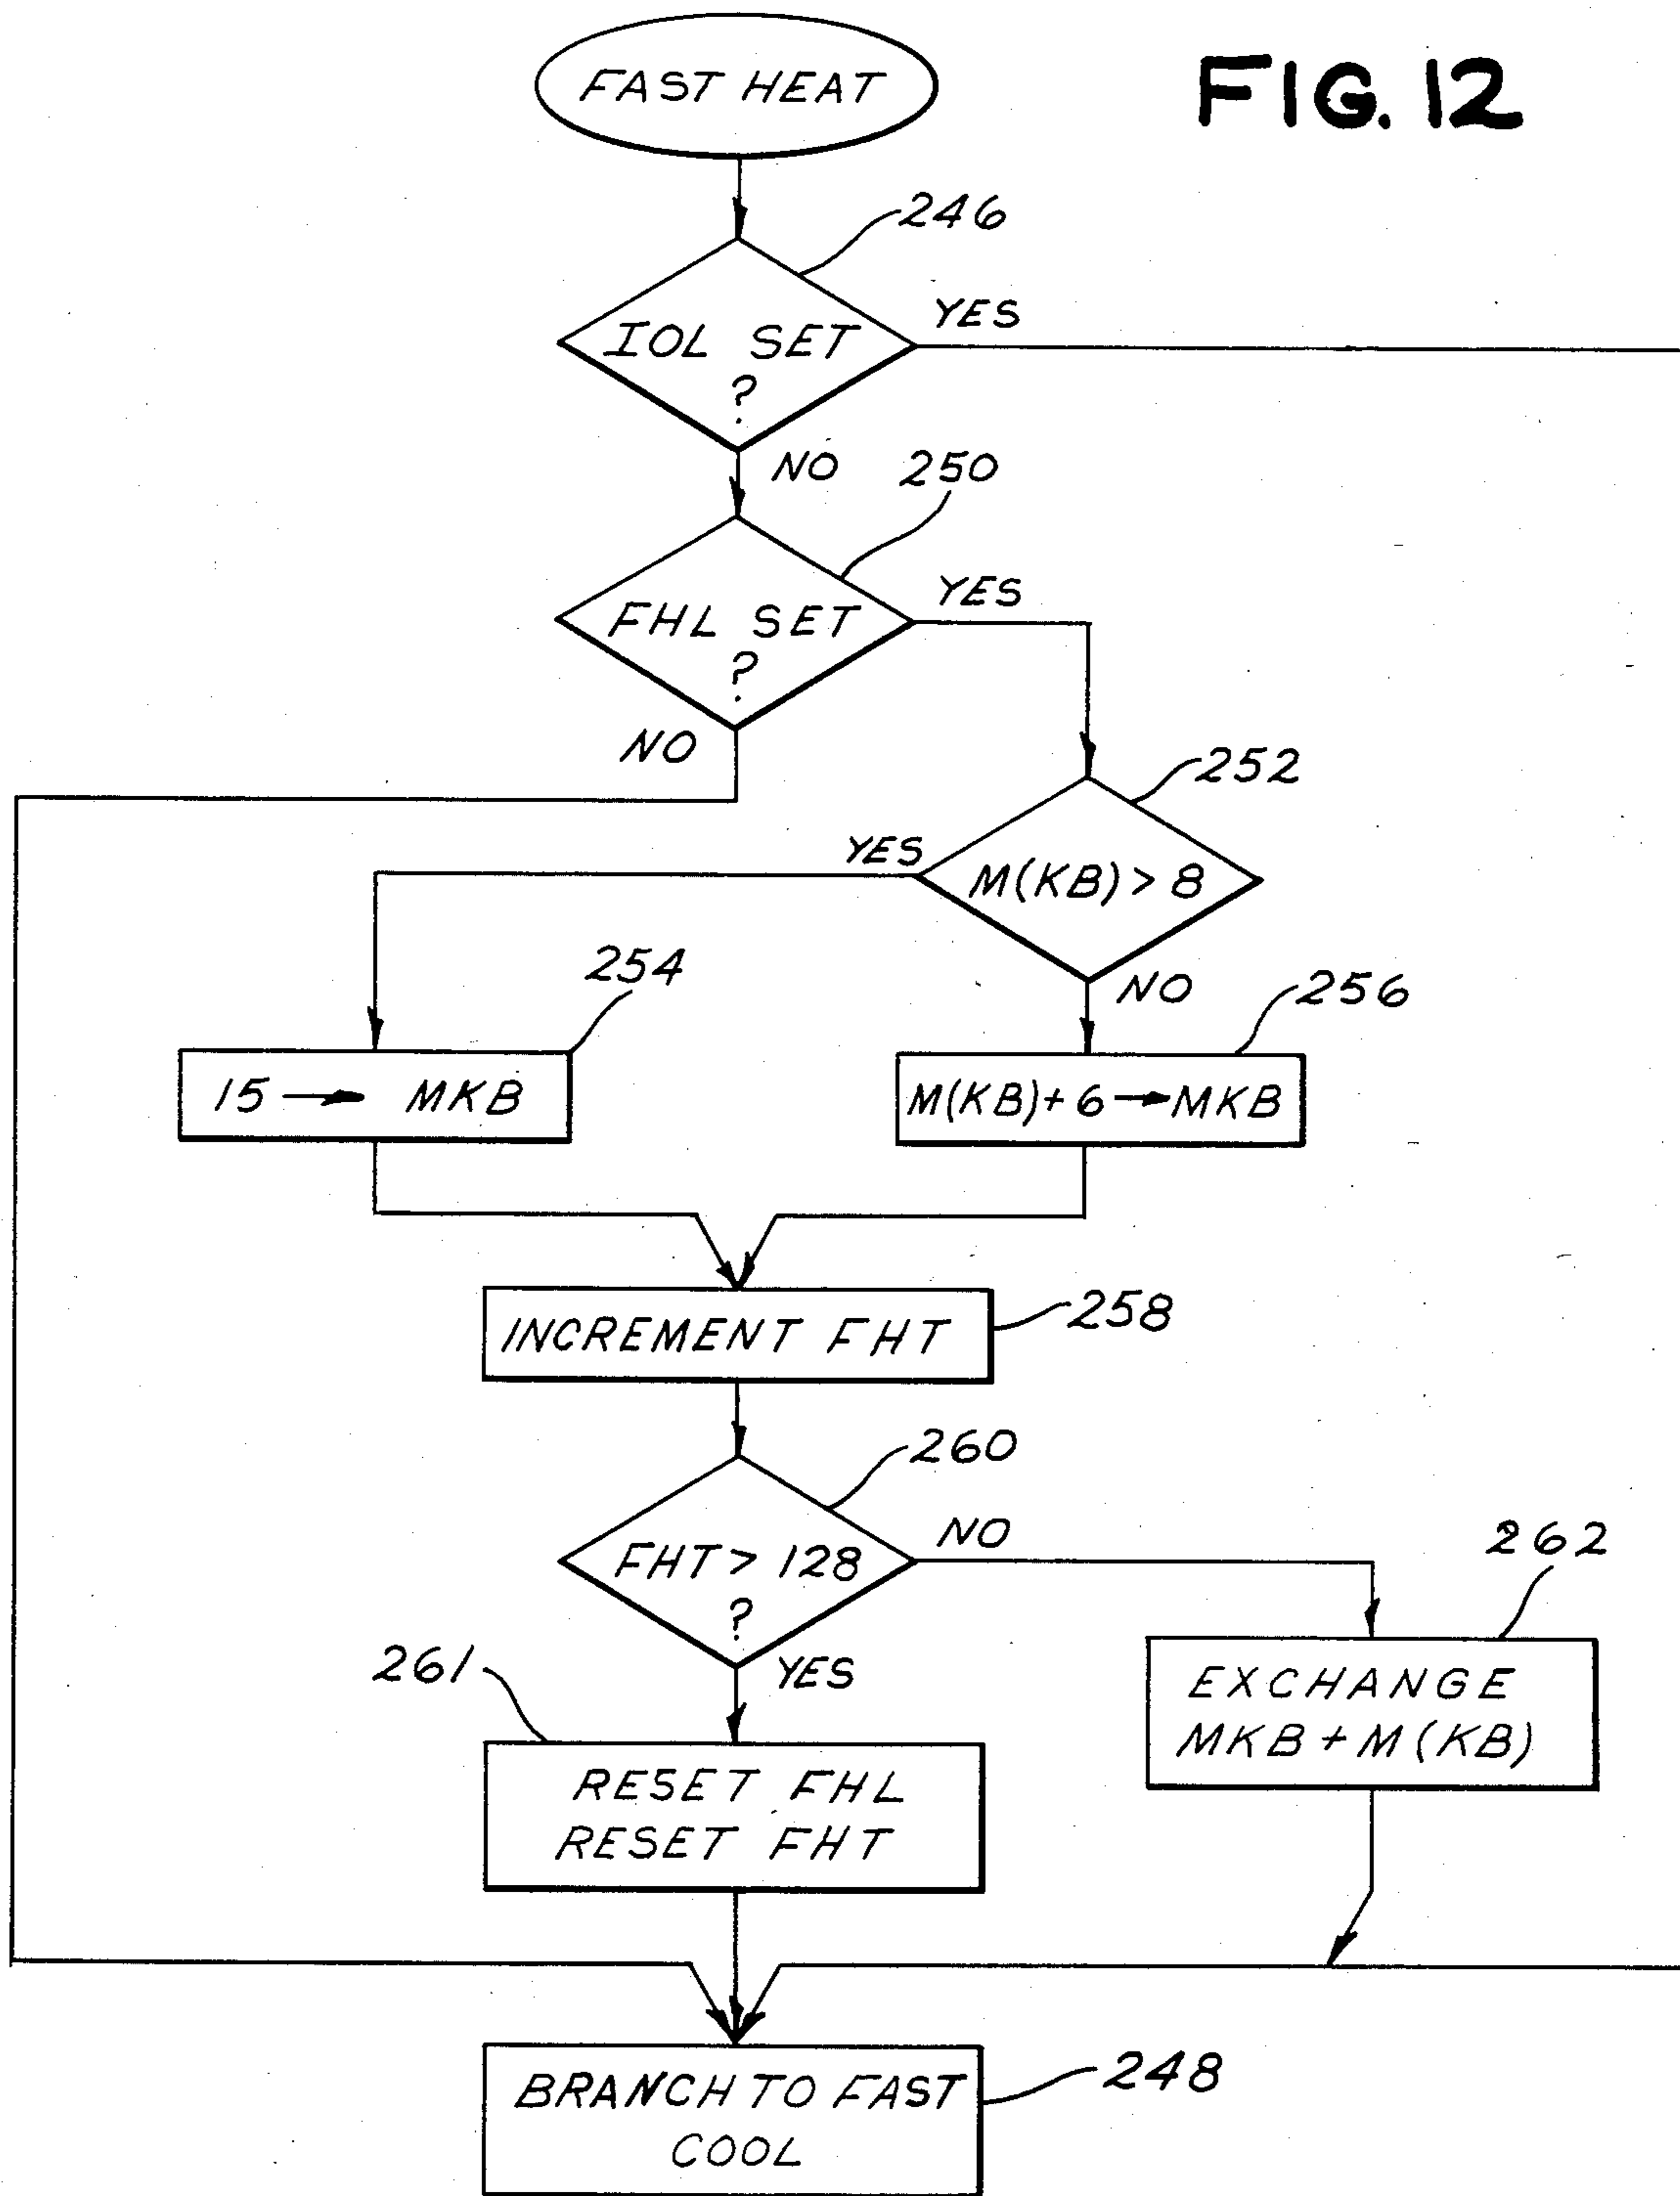 FIG. 12
FAST HEAT
246
IOL SET
?
YES
NO
250
FHL SET
?
YES
NO
252
YES
M(KB) > 8
NO
254
256
15 → MKB
M(KB) + 6 → MKB
INCREMENT FHT
258
260
FHT > 128
?
NO
YES
262
261
EXCHANGE
MKB + M(KB)
RESET FHL
RESET FHT
BRANCH TO FAST
COOL
248